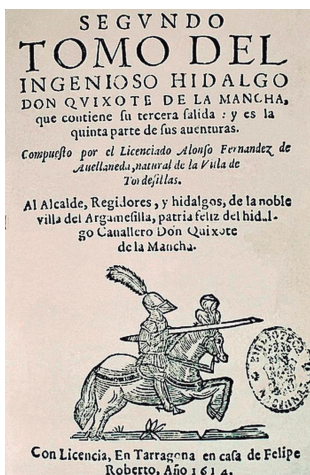 SEGVNDO
TOMO DEL
INGENIOSO HIDALGO
DON QVIXOTE DE LA MANCHA,
que contiene ſu tercera ſalida : y es la
quinta parte de ſus auenturas.
Compueſto por el Licenciado Alonſo Fernandez de
Auellaneda, natural de la Villa de
Tordeſillas.
Al Alcalde, Regidores, y hidalgos, de la noble
villa del Argameſilla, patria feliz del hidal-
go Cauallero Don Quixote
de la Mancha.
Con Licencia, En Tarragona en caſa de Felipe
Roberto, Año 1614.